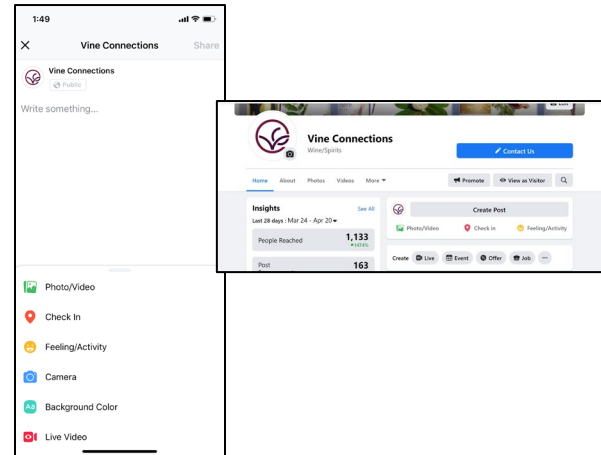 1:49
Vine Connections
Share
Vine Connections
Public
Write something...
Photo/Video
Check In
Feeling/Activity
Camera
Aa Background Color
Live Video
Vine Connections
Wine/Spirits
Contact Us
Home About Photos Videos More
Promote View as Visitor
Insights See All
Last 28 days : Mar 24 - Apr 20
People Reached 1,133
Post 163
Create Post
Photo/Video Check in Feeling/Activity
Create Live Event Offer Job